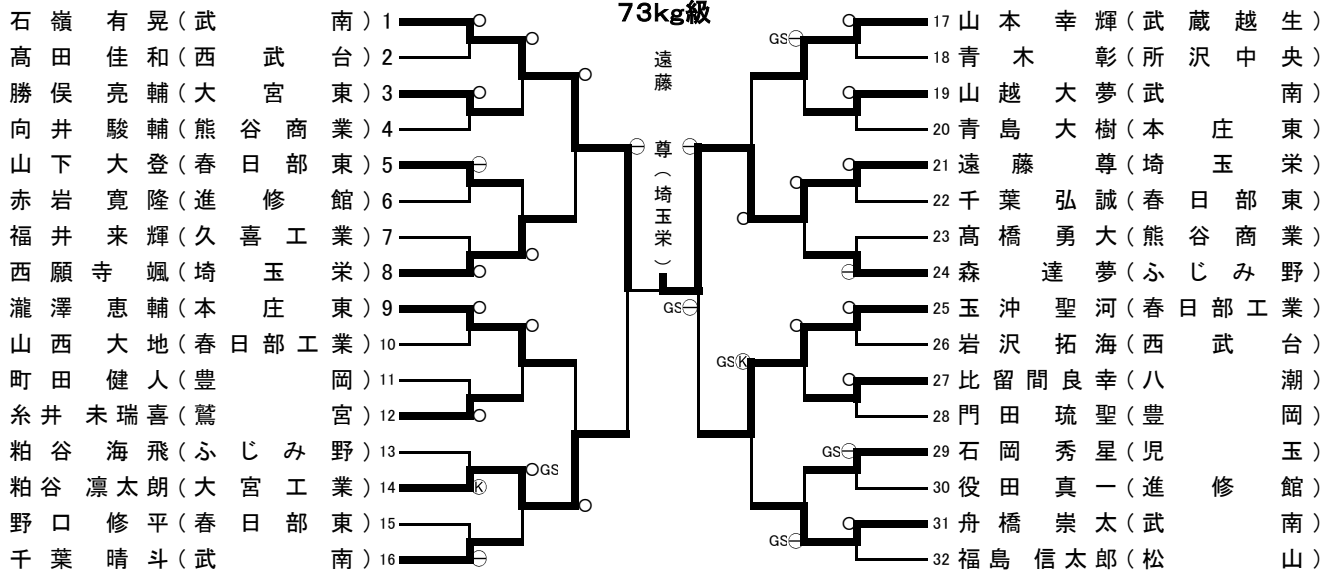 73kg級
石嶺 有晃(武南) 1
髙田 佳和(西武台) 2
勝俣 亮輔(大宮東) 3
向井 駿輔(熊谷商業) 4
山下 大登(春日部東) 5
赤岩 寛隆(進修館) 6
福井 来輝(久喜工業) 7
西願寺 颯(埼玉栄) 8
瀧澤 恵輔(本庄東) 9
山西 大地(春日部工業) 10
町田 健人(豊岡) 11
糸井 未瑞喜(鷲宮) 12
粕谷 海飛(ふじみ野) 13
粕谷 凛太朗(大宮工業) 14
野口 修平(春日部東) 15
千葉 晴斗(武南) 16
K
GS
遠藤 尊(埼玉栄)
GS
GS
GSK
GS
GS
17 山本 幸輝(武蔵越生)
18 青木 彰(所沢中央)
19 山越 大夢(武南)
20 青島 大樹(本庄東)
21 遠藤 尊(埼玉栄)
22 千葉 弘誠(春日部東)
23 髙橋 勇大(熊谷商業)
24 森 達夢(ふじみ野)
25 玉沖 聖河(春日部工業)
26 岩沢 拓海(西武台)
27 比留間 良幸(八潮)
28 門田 琉聖(豊岡)
29 石岡 秀星(児玉)
30 役田 真一(進修館)
31 舟橋 崇太(武南)
32 福島 信太郎(松山)